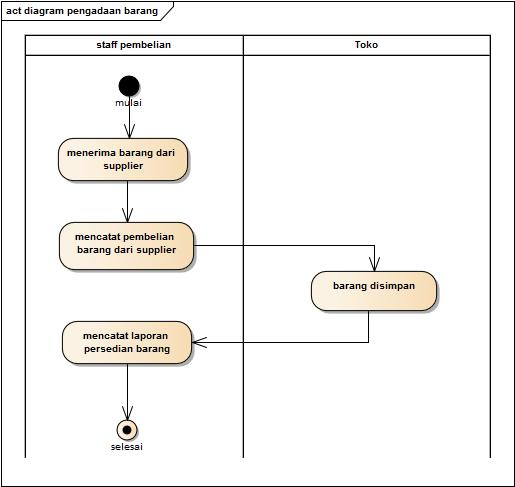 act diagram pengadaan barang
staff pembelian
Toko
mulai
menerima barang dari
supplier
mencatat pembelian
barang dari supplier
barang disimpan
mencatat laporan
persedian barang
selesai